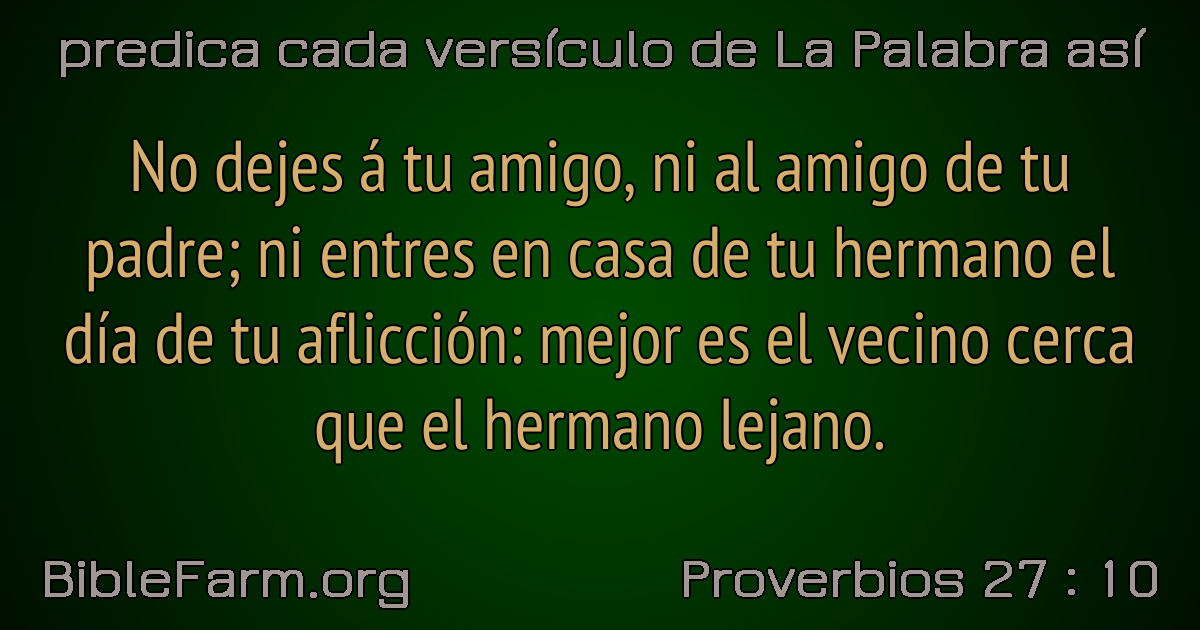 predica cada versículo de La Palabra así
No dejes á tu amigo, ni al amigo de tu
padre; ni entres en casa de tu hermano el
día de tu aflicción: mejor es el vecino cerca
que el hermano lejano.
BibleFarm.org
Proverbios 27 : 10